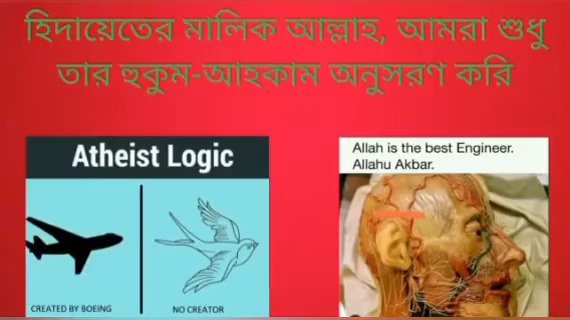 হিদায়েতের মালিক আল্লাহ, আমরা শুধু
তার হুকুম-আহকাম অনুসরণ করি
Atheist Logic
CREATED BY BOEING
NO CREATOR
Allah is the best Engineer.
Allahu Akbar.